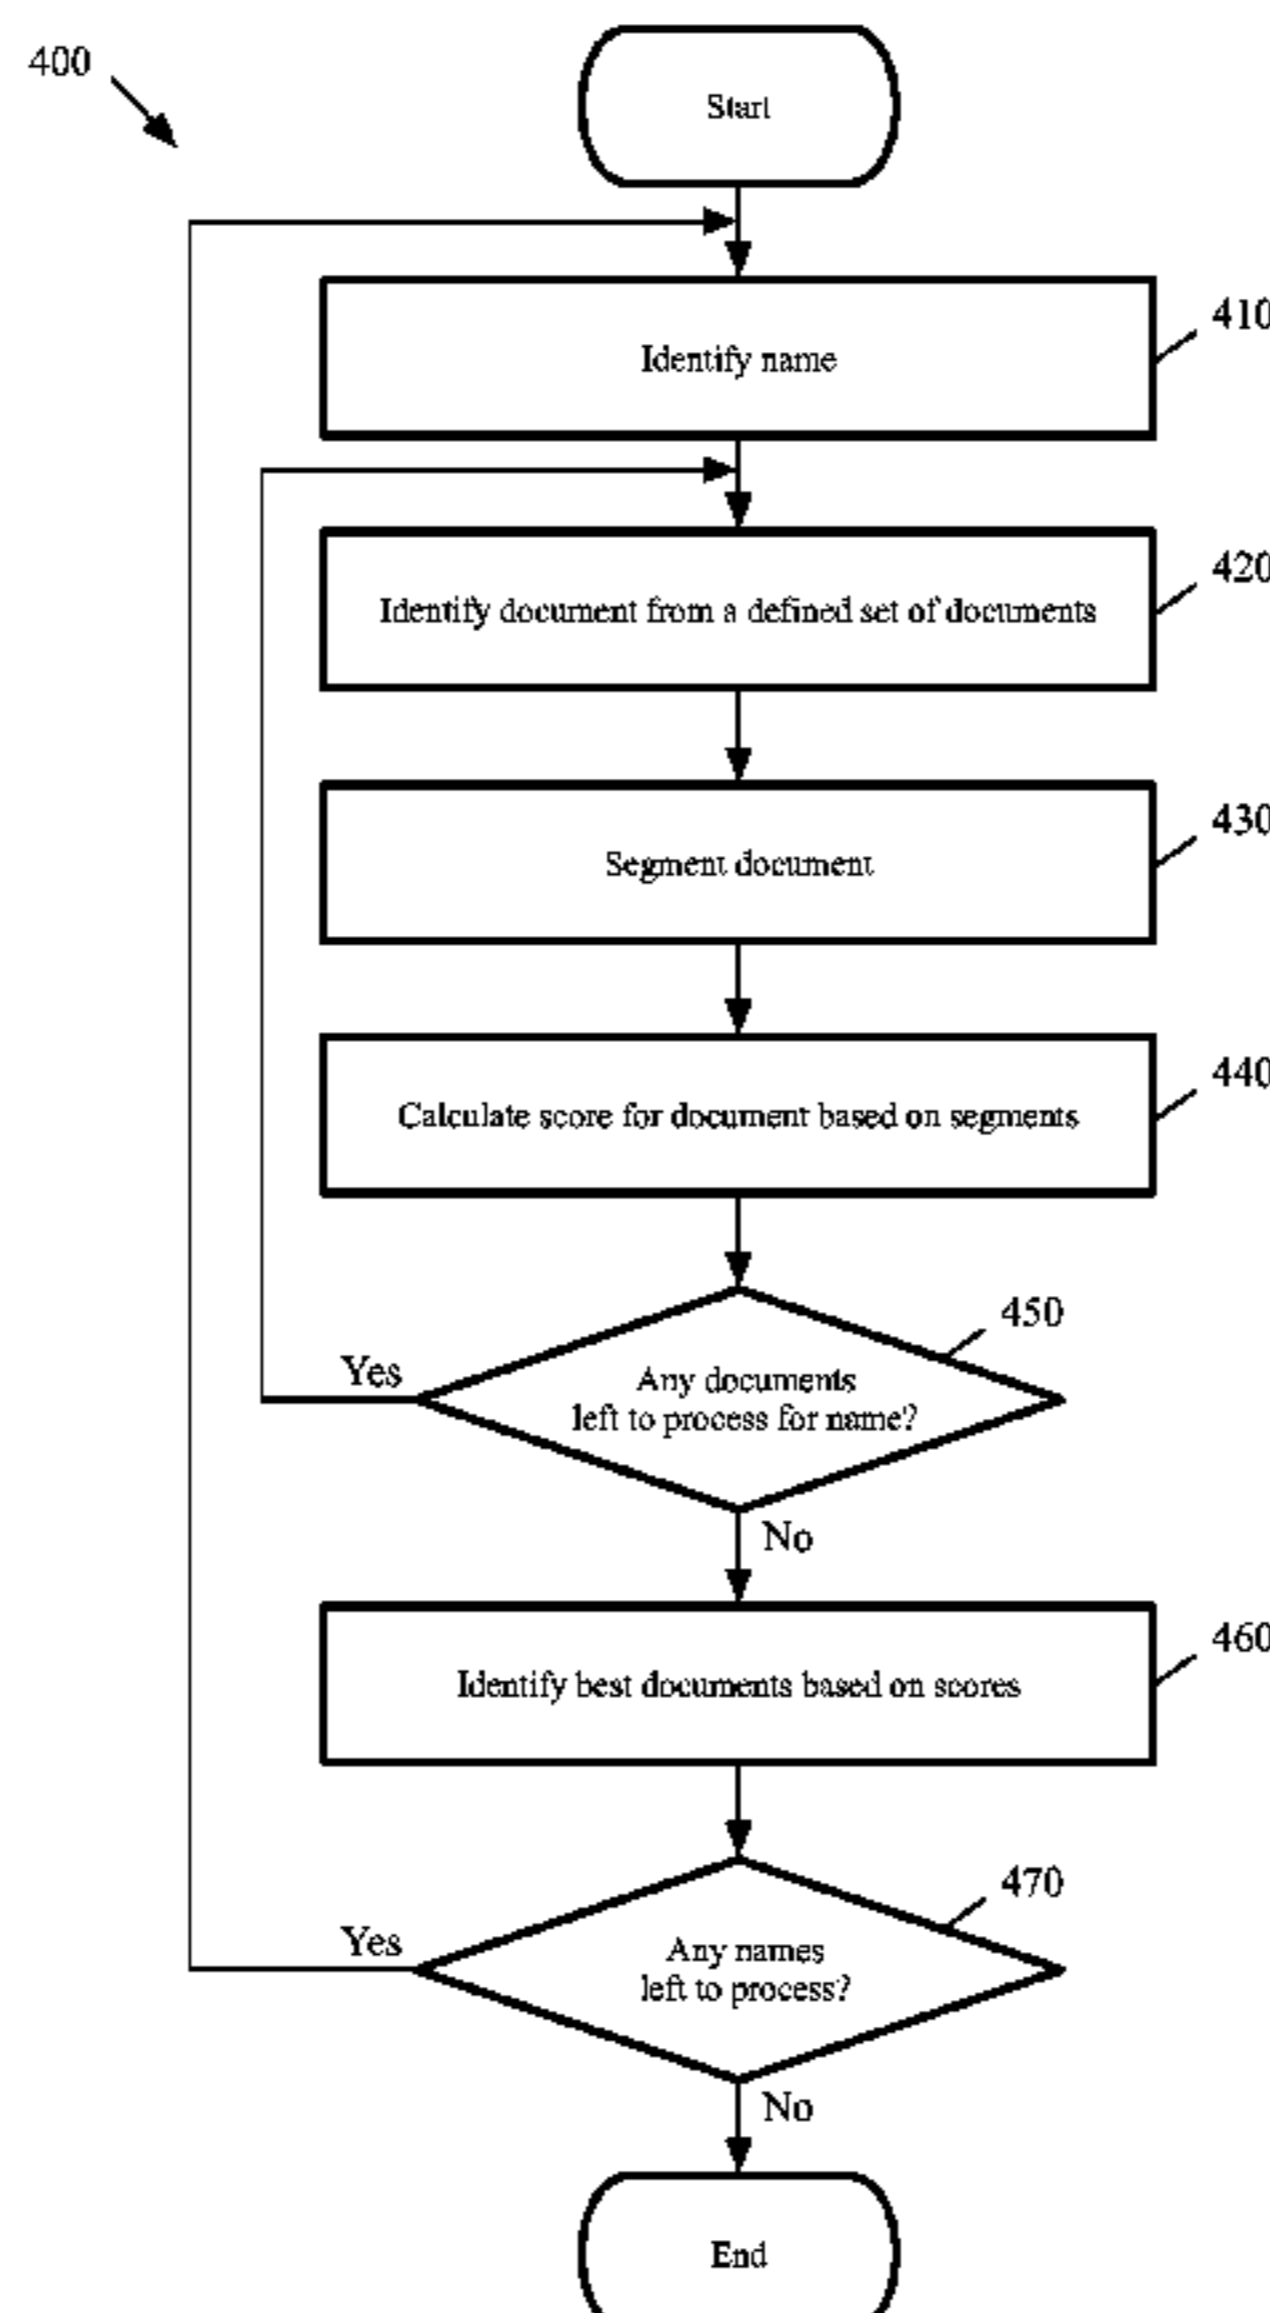 400
Start
Identify name
410
Identify document from a defined set of documents
420
Segment document
430
Calculate score for document based on segments
440
450
Yes
Any documents
left to process for name?
No
Identify best documents based on scores
460
470
Yes
Any names
left to process?
No
End